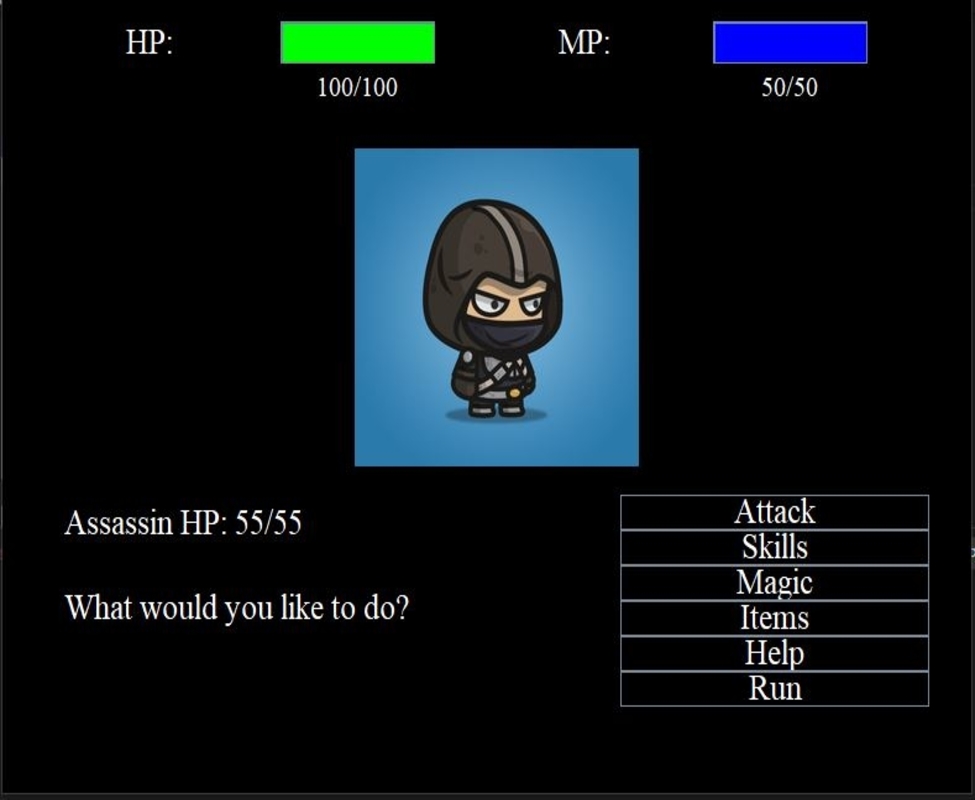 HP:
MP:
100/100
50/50
Assassin HP: 55/55
What would you like to do?
Attack
Skills
Magic
Items
Help
Run